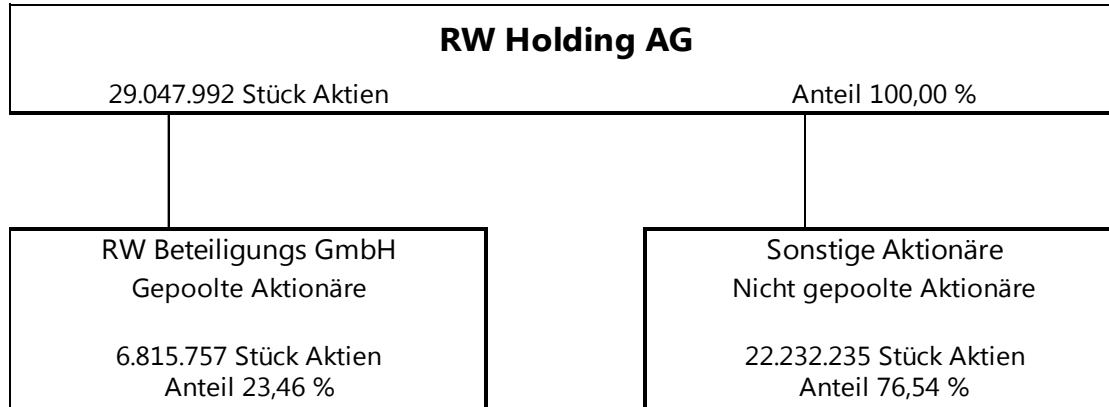 RW Holding AG
29.047.992 Stück Aktien Anteil 100,00 %
RW Beteiligungs GmbH
Gepoolte Aktionäre
6.815.757 Stück Aktien
Anteil 23,46 %
Sonstige Aktionäre
Nicht gepoolte Aktionäre
22.232.235 Stück Aktien
Anteil 76,54 %